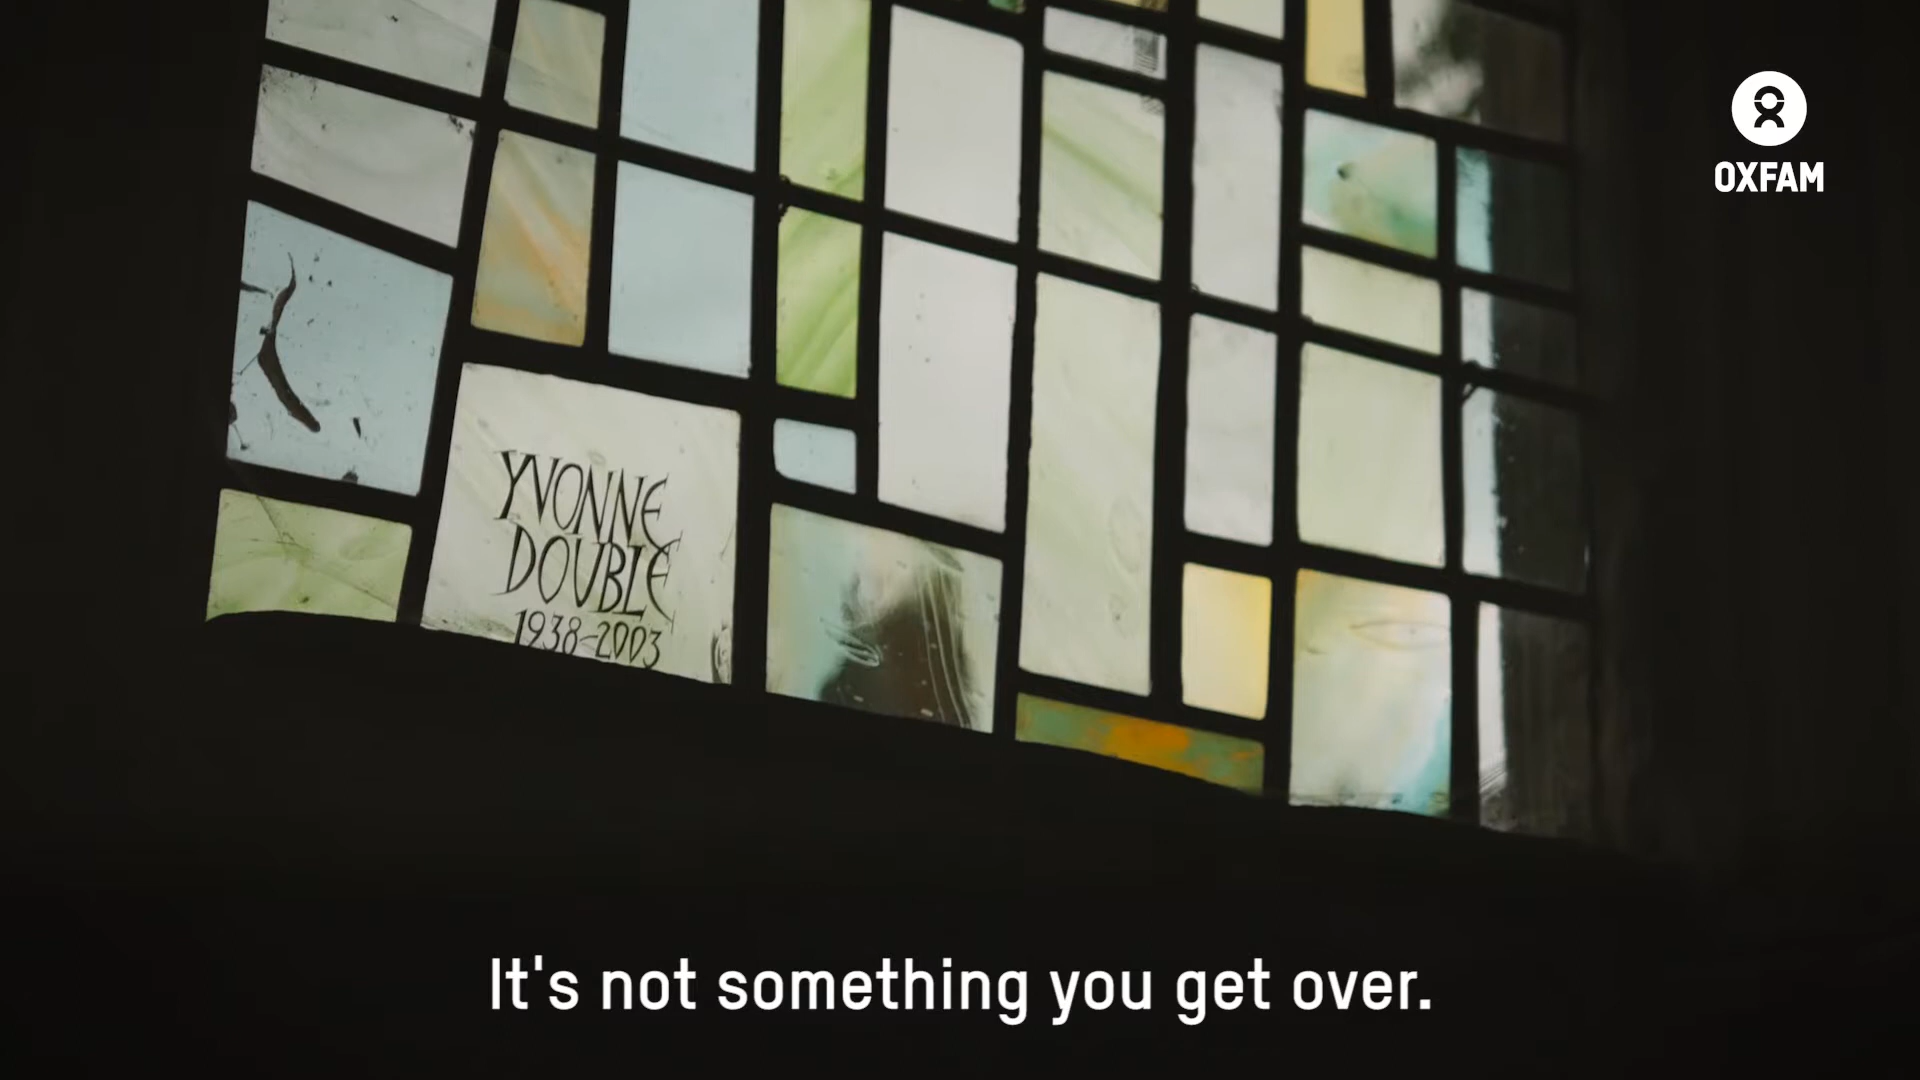 OXFAM
YVONNE
DOUBLE
1938-2003
It's not something you get over.